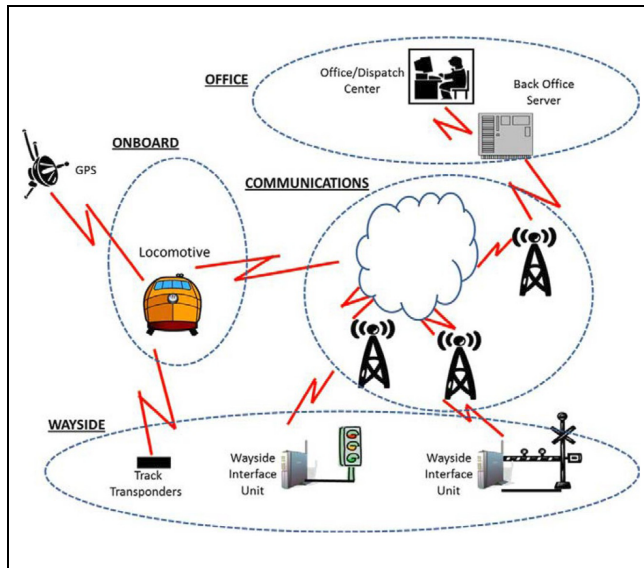 OFFICE
Office/Dispatch
Center
Back Office
Server
ONBOARD
GPS
COMMUNICATIONS
Locomotive
WAYSIDE
Track
Transponders
Wayside
Interface
Unit
Wayside
Interface
Unit